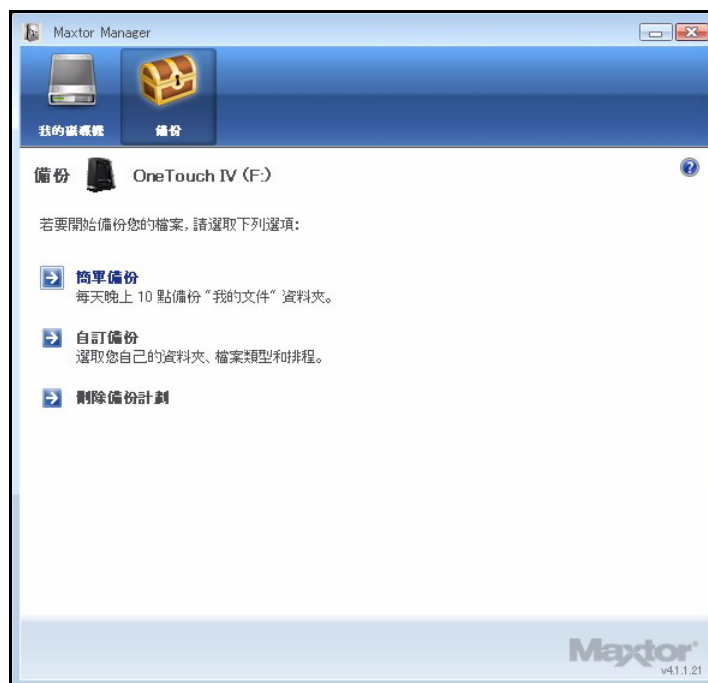 Maxtor Manager
我的磁碟機
備份
備份 OneTouch IV (F:)
若要開始備份您的檔案，請選取下列選項：
簡單備份
每天晚上 10 點備份 “我的文件” 資料夾。
自訂備份
選取您自己的資料夾、檔案類型和排程。
刪除備份計劃
Maxtor
v4.1.1.21